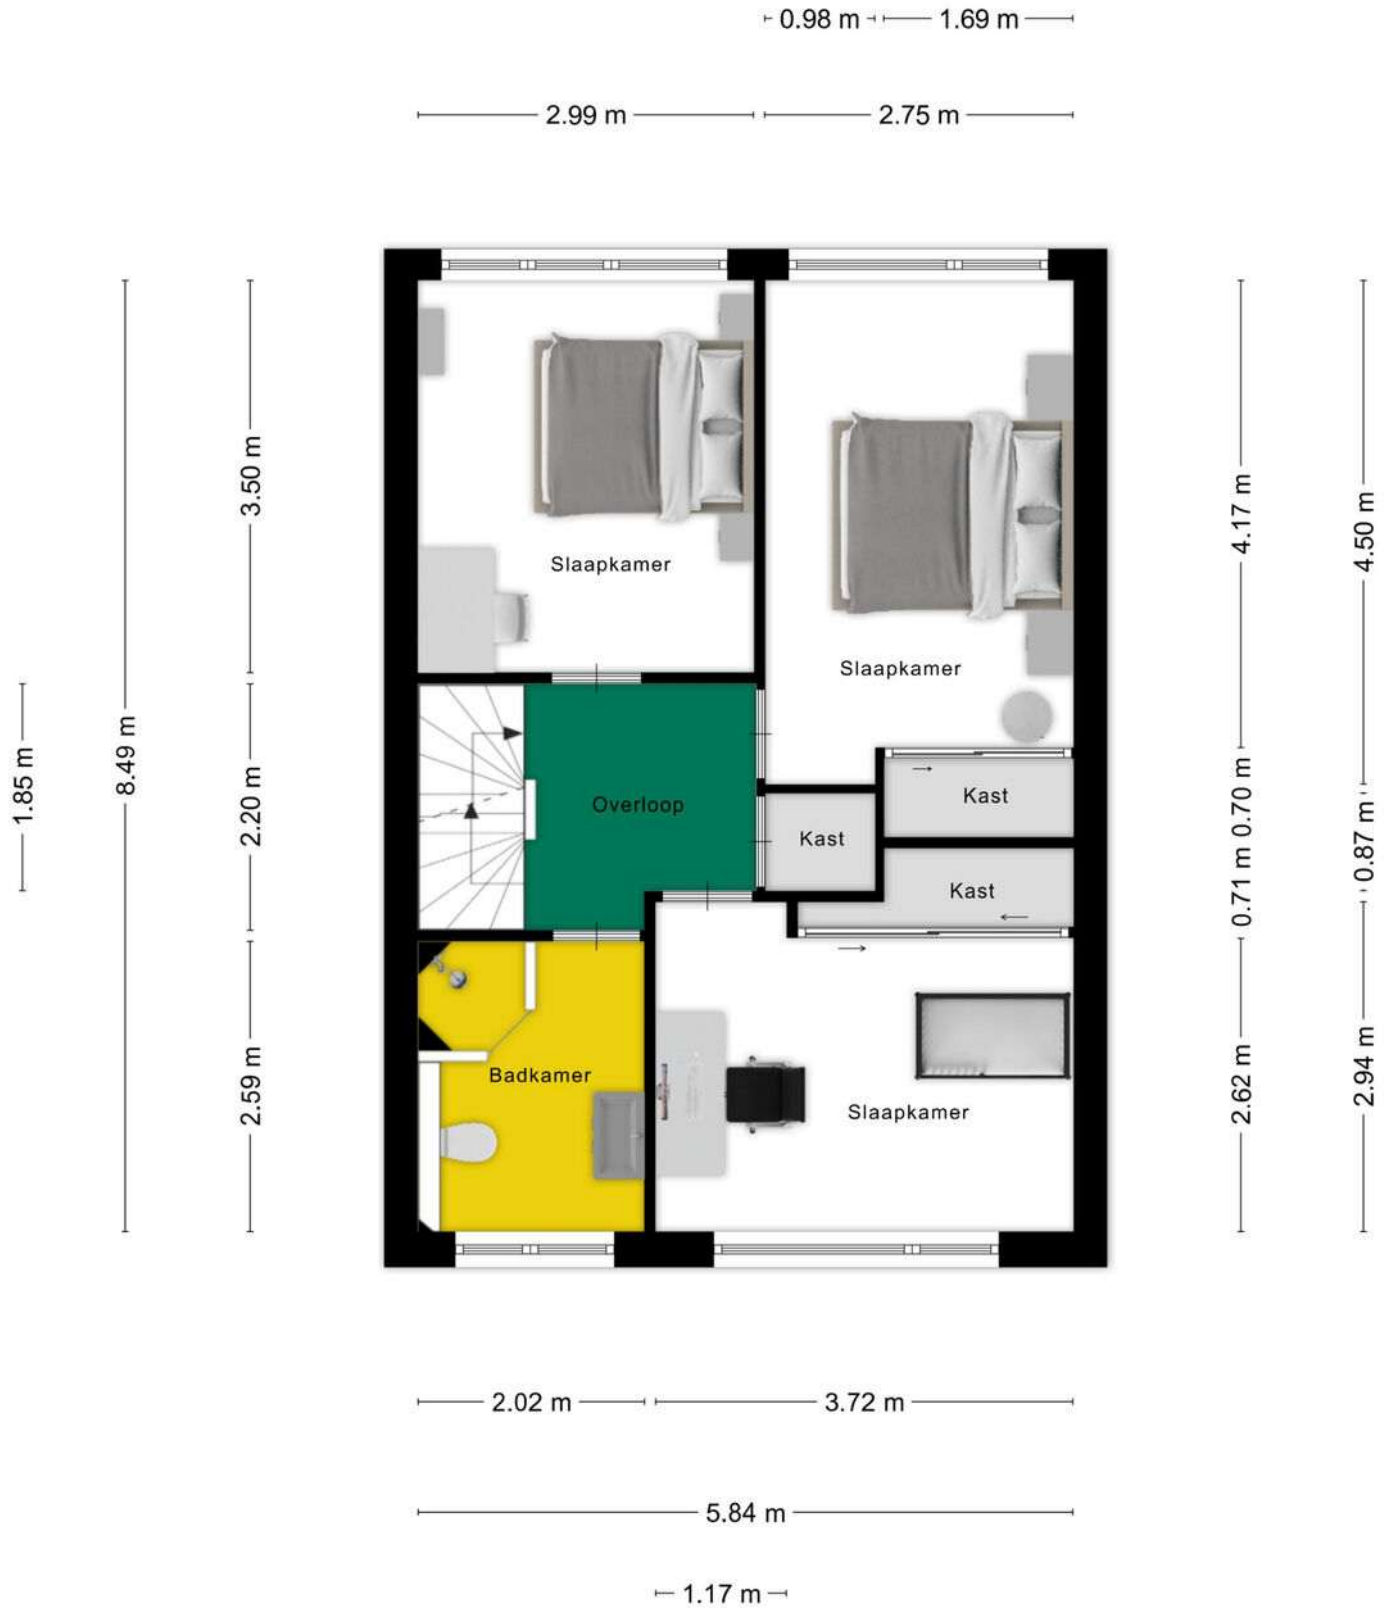 0.98 m
1.69 m
2.99 m
2.75 m
3.50 m
4.17 m
4.50 m
Slaapkamer
Slaapkamer
8.49 m
1.85 m
2.20 m
Overloop
Kast
Kast
Kast
0.70 m
0.71 m
0.87 m
2.59 m
Badkamer
Slaapkamer
2.62 m
2.94 m
2.02 m
3.72 m
5.84 m
1.17 m